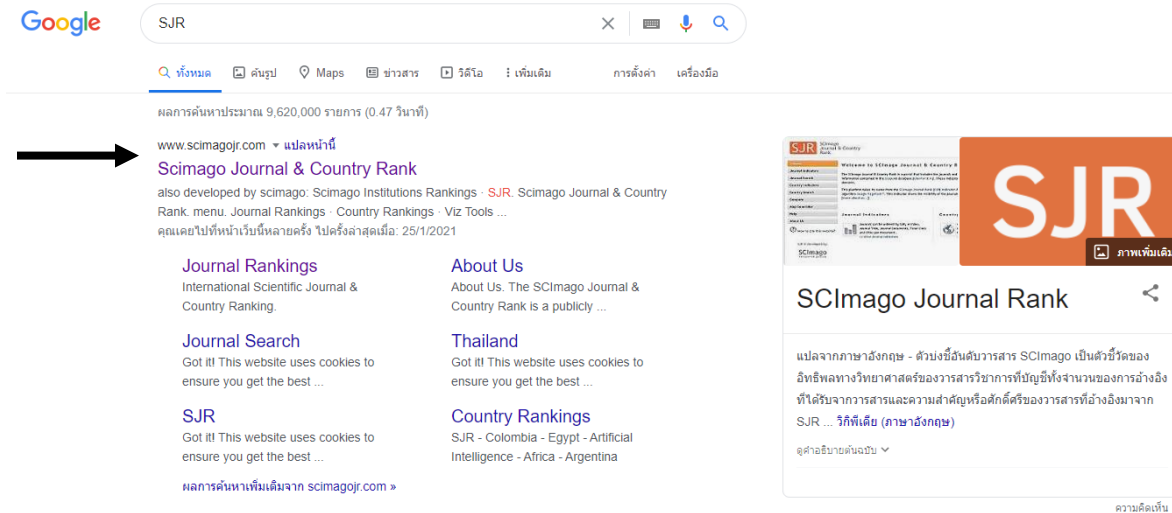 Google
SJR
ทั้งหมด ค้นรูป Maps ข่าวสาร วิดีโอ เพิ่มเติม การตั้งค่า เครื่องมือ
ผลการค้นหาประมาณ 9,620,000 รายการ (0.47 วินาที)
www.scimagojr.com แปลหน้านี้
Scimago Journal & Country Rank
also developed by scimago: Scimago Institutions Rankings · SJR. Scimago Journal & Country
Rank. menu. Journal Rankings · Country Rankings · Viz Tools ...
คุณเคยไปที่หน้าเว็บนี้หลายครั้ง ไปครั้งล่าสุดเมื่อ: 25/1/2021
Journal Rankings
International Scientific Journal &
Country Ranking.
About Us
About Us. The SCImago Journal &
Country Rank is a publicly ...
Journal Search
Got it! This website uses cookies to
ensure you get the best ...
Thailand
Got it! This website uses cookies to
ensure you get the best ...
SJR
Got it! This website uses cookies to
ensure you get the best ...
Country Rankings
SJR - Colombia - Egypt - Artificial
Intelligence - Africa - Argentina
ผลการค้นหาเพิ่มเติมจาก scimagojr.com »
SJR
Welcome to SCImago Journal & Country R
Journal Indicators
SCImago
SJR
ภาพเพิ่มเติม
SCImago Journal Rank
แปลจากภาษาอังกฤษ - ตัวบ่งชี้อันดับวารสาร SCImago เป็นตัวชี้วัดของ
อิทธิพลทางวิทยาศาสตร์ของวารสารวิชาการที่บัญชีทั้งจำนวนของการอ้างอิง
ที่ได้รับจากวารสารและความสำคัญหรือศักดิ์ศรีของวารสารที่อ้างอิงมาจาก
SJR ... วิกิพีเดีย (ภาษาอังกฤษ)
ดูคำอธิบายต้นฉบับ
ความคิดเห็น